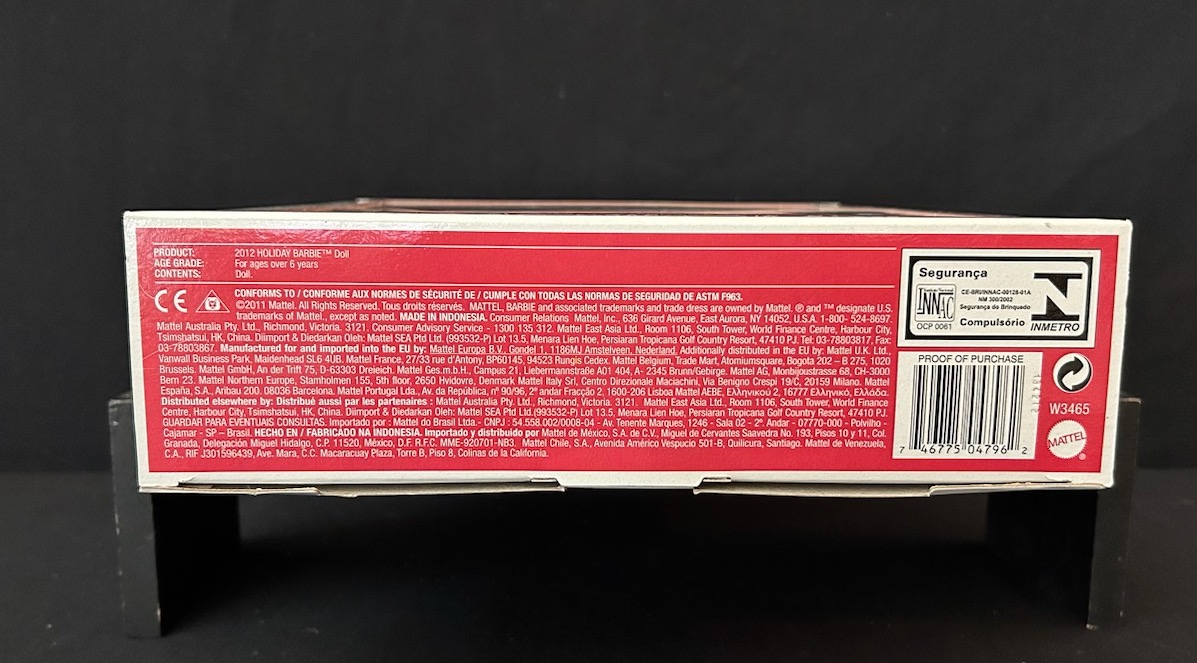 PRODUCT: 2012 HOLIDAY BARBIE™ Doll
AGE GRADE: For ages over 6 years
CONTENTS: Doll.
CE CONFORMS TO / CONFORME AUX NORMES DE SÉCURITÉ DE / CUMPLE CON TODAS LAS NORMAS DE SEGURIDAD DE ASTM F963.
©2011 Mattel. All Rights Reserved. Tous droits réservés. MATTEL, BARBIE and associated trademarks and trade dress are owned by Mattel. ® and ™ designate U.S.
trademarks of Mattel, except as noted. MADE IN INDONESIA. Consumer Relations Mattel, Inc., 636 Girard Avenue, East Aurora, NY 14052, U.S.A. 1-800- 524-8697.
Mattel Australia Pty. Ltd., Richmond, Victoria. 3121. Consumer Advisory Service - 1300 135 312. Mattel East Asia Ltd., Room 1106, South Tower, World Finance Centre, Harbour City,
Tsimshatsui, HK, China. Diimport & Diedarkan Oleh: Mattel SEA Ptd Ltd. (993532-P) Lot 13.5, Menara Lien Hoe, Persiaran Tropicana Golf Country Resort, 47410 PJ. Tel: 03-78803817, Fax:
03-78803867. Manufactured for and imported into the EU by: Mattel Europa B.V. Gondel 1, 1186MJ Amstelveen, Nederland. Additionally distributed in the EU by: Mattel U.K. Ltd.,
Vanwall Business Park, Maidenhead SL6 4UB. Mattel France, 27/33 rue d'Antony, BP60145, 94523 Rungis Cedex. Mattel Belgium, Trade Mart, Atomiumsquare, Bogota 202 – B 275, 1020
Brussels. Mattel GmbH, An der Trift 75, D-63303 Dreieich. Mattel Ges.m.b.H., Campus 21, Liebermannstraße A01 404, A- 2345 Brunn/Gebirge. Mattel AG, Monbijoustrasse 68, CH-3000
Bern 23. Mattel Northern Europe, Stamholmen 155, 5th floor, 2650 Hvidovre, Denmark Mattel Italy Srl, Centro Direzionale Maciachini, Via Benigno Crespi 19/C, 20159 Milano. Mattel
España, S.A., Aribau 200. 08036 Barcelona. Mattel Portugal Lda., Av. da República, nº 90/96, 2º andar Fracção 2, 1600-206 Lisboa Mattel AEBE, Ελληνικού 2, 16777 Ελληνικό, Ελλάδα.
Distributed elsewhere by: Distribué aussi par les partenaires : Mattel Australia Pty. Ltd., Richmond, Victoria. 3121. Mattel East Asia Ltd., Room 1106, South Tower, World Finance
Centre, Harbour City, Tsimshatsui, HK, China. Diimport & Diedarkan Oleh: Mattel SEA Ptd Ltd.(993532-P) Lot 13.5, Menara Lien Hoe, Persiaran Tropicana Golf Country Resort, 47410 PJ.
GUARDAR PARA EVENTUAIS CONSULTAS. Importado por : Mattel do Brasil Ltda.- CNPJ : 54.558.002/0008-04 - Av. Tenente Marques, 1246 - Sala 02 - 2º. Andar - 07770-000 - Polvilho -
Cajamar - SP – Brasil. HECHO EN / FABRICADO NA INDONESIA. Importado y distribuido por Mattel de México, S.A. de C.V., Miguel de Cervantes Saavedra No. 193, Pisos 10 y 11, Col.
Granada, Delegación Miguel Hidalgo, C.P. 11520, México, D.F. R.F.C. MME-920701-NB3. Mattel Chile, S.A., Avenida Américo Vespucio 501-B, Quilicura, Santiago. Mattel de Venezuela,
C.A., RIF J301596439, Ave. Mara, C.C. Macaracuay Plaza, Torre B, Piso 8, Colinas de la California.
Segurança
INNAC
OCP 0061
CE-BRI/INNAC-00128-01A
NM 300/2002
Segurança do Brinquedo
Compulsório
INMETRO
PROOF OF PURCHASE
7 46775 04796 2
W3465
MATTEL
®